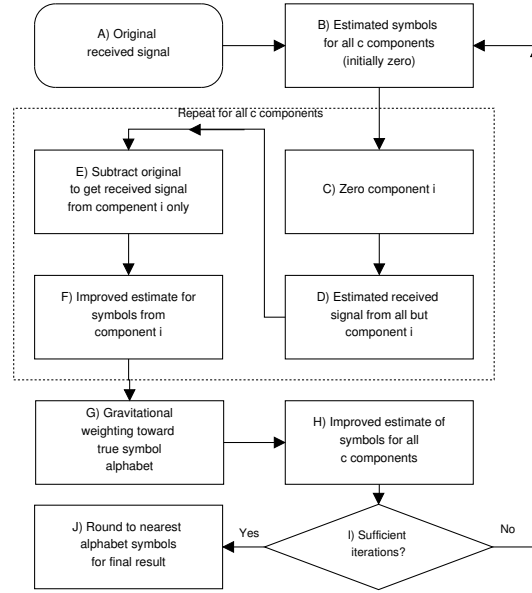 A) Original
received signal
B) Estimated symbols
for all c components
(initially zero)
Repeat for all c components
E) Subtract original
to get received signal
from compenent i only
C) Zero component i
F) Improved estimate for
symbols from
component i
D) Estimated received
signal from all but
component i
G) Gravitational
weighting toward
true symbol
alphabet
H) Improved estimate of
symbols for all
c components
J) Round to nearest
alphabet symbols
for final result
Yes
I) Sufficient
iterations?
No